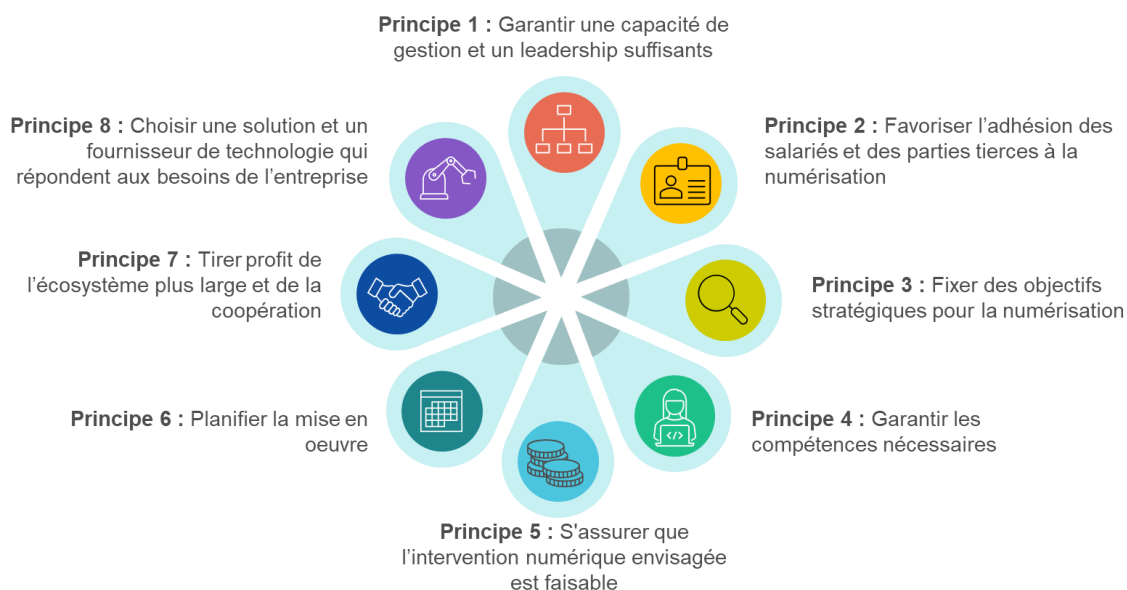 Principe 1 : Garantir une capacité de
gestion et un leadership suffisants
Principe 2 : Favoriser l’adhésion des
salariés et des parties tierces à la
numérisation
Principe 3 : Fixer des objectifs
stratégiques pour la numérisation
Principe 4 : Garantir les
compétences nécessaires
Principe 5 : S'assurer que
l’intervention numérique envisagée
est faisable
Principe 6 : Planifier la mise en
oeuvre
Principe 7 : Tirer profit de
l’écosystème plus large et de la
coopération
Principe 8 : Choisir une solution et un
fournisseur de technologie qui
répondent aux besoins de l’entreprise